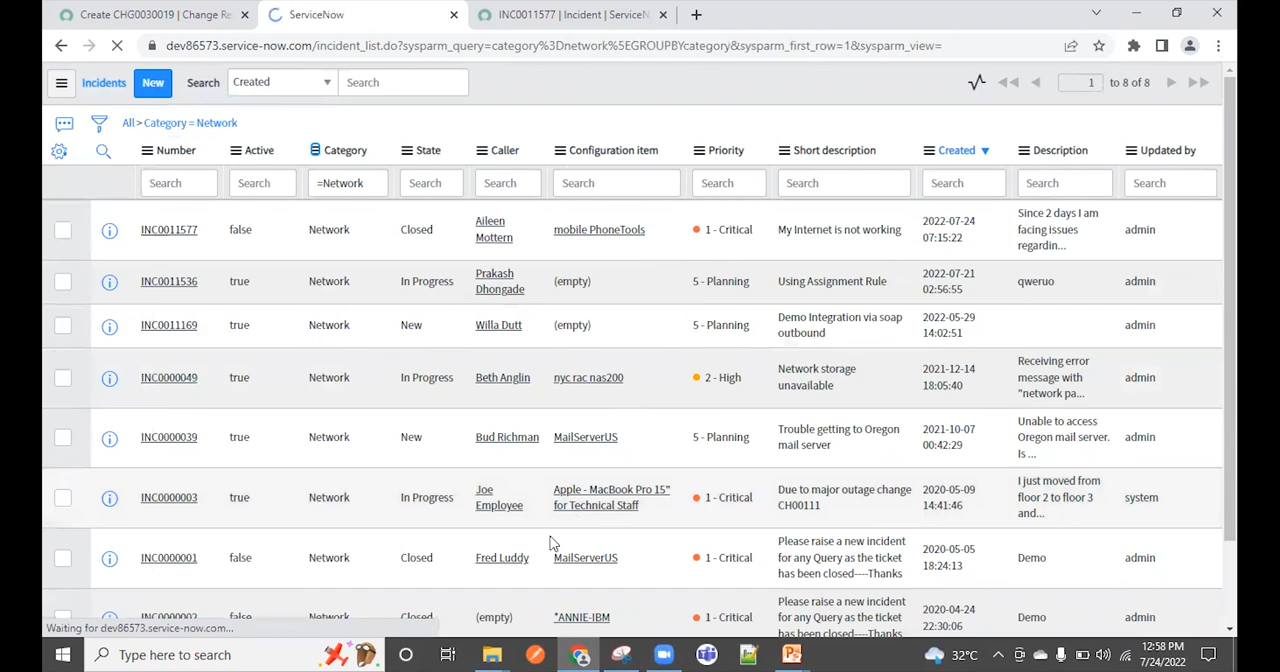 Create CHG0030019 | Change Re
ServiceNow
INC0011577 | Incident | ServiceN
dev86573.service-now.com/incident_list.do?sysparm_query=category%3Dnetwork%5EGROUPBYcategory&sysparm_first_row=1&sysparm_view=
Incidents New Search Created Search 1 to 8 of 8
All > Category = Network
Number Active Category State Caller Configuration item Priority Short description Created Description Updated by
Search Search =Network Search Search Search Search Search Search Search Search
INC0011577 false Network Closed Aileen Mottern mobile PhoneTools 1 - Critical My Internet is not working 2022-07-24 07:15:22 Since 2 days I am facing issues regardin... admin
INC0011536 true Network In Progress Prakash Dhongade (empty) 5 - Planning Using Assignment Rule 2022-07-21 02:56:55 qweruo admin
INC0011169 true Network New Willa Dutt (empty) 5 - Planning Demo Integration via soap outbound 2022-05-29 14:02:51 admin
INC0000049 true Network In Progress Beth Anglin nyc rac nas200 2 - High Network storage unavailable 2021-12-14 18:05:40 Receiving error message with "network pa... admin
INC0000039 true Network New Bud Richman MailServerUS 5 - Planning Trouble getting to Oregon mail server 2021-10-07 00:42:29 Unable to access Oregon mail server. Is ... admin
INC0000003 true Network In Progress Joe Employee Apple - MacBook Pro 15" for Technical Staff 1 - Critical Due to major outage change CH00111 2020-05-09 14:41:46 I just moved from floor 2 to floor 3 and... system
INC0000001 false Network Closed Fred Luddy MailServerUS 1 - Critical Please raise a new incident for any Query as the ticket has been closed----Thanks 2020-05-05 18:24:13 Demo admin
INC0000002 false Network Closed (empty) *ANNIE-IBM 1 - Critical Please raise a new incident for any Query as the ticket has been closed----Thanks 2020-04-24 22:30:06 Demo admin
Waiting for dev86573.service-now.com...
Type here to search
32°C
12:58 PM
7/24/2022